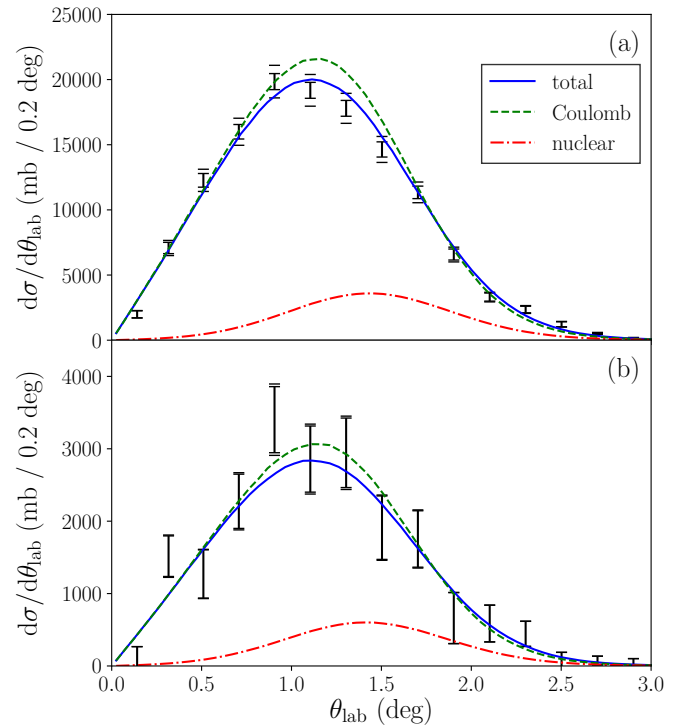 (a)
total
Coulomb
nuclear
25000
20000
15000
10000
5000
0
dσ/dθlab (mb / 0.2 deg)
(b)
4000
3000
2000
1000
0
dσ/dθlab (mb / 0.2 deg)
0.0 0.5 1.0 1.5 2.0 2.5 3.0
θlab (deg)